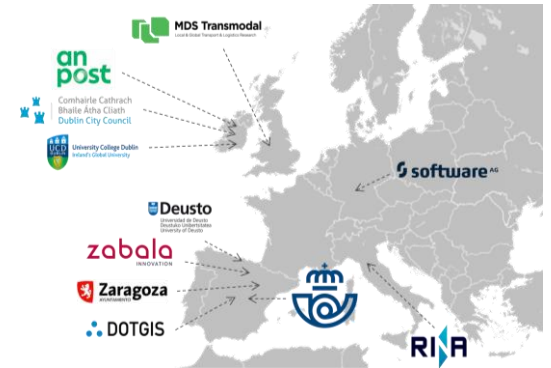 MDS Transmodal
Local & Global Transport & Logistics Research
an
post
Comhairle Cathrach
Bhaile Átha Cliath
Dublin City Council
UCD
DUBLIN
University College Dublin
Ireland's Global University
software AG
Deusto
Universidad de Deusto
Deustuko Unibertsitatea
University of Deusto
zabala
INNOVATION
Zaragoza
AYUNTAMIENTO
DOTGIS
RINA